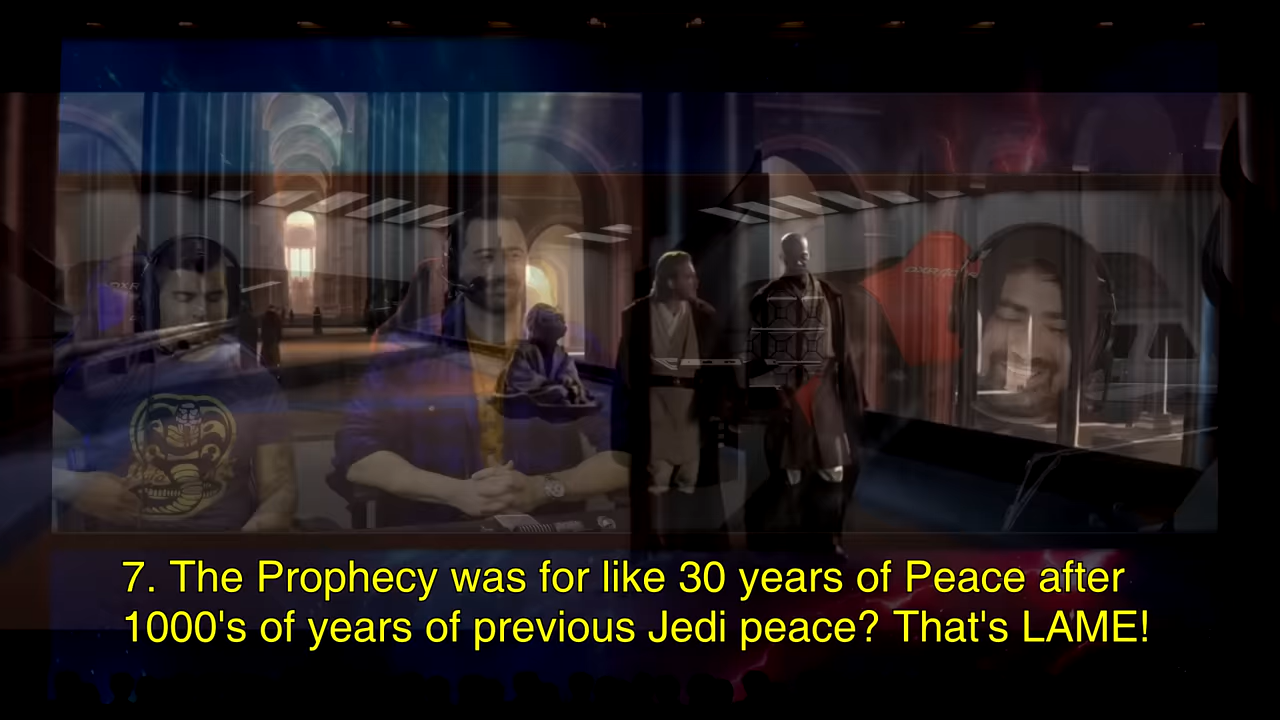 7. The Prophecy was for like 30 years of Peace after
1000's of years of previous Jedi peace? That's LAME!